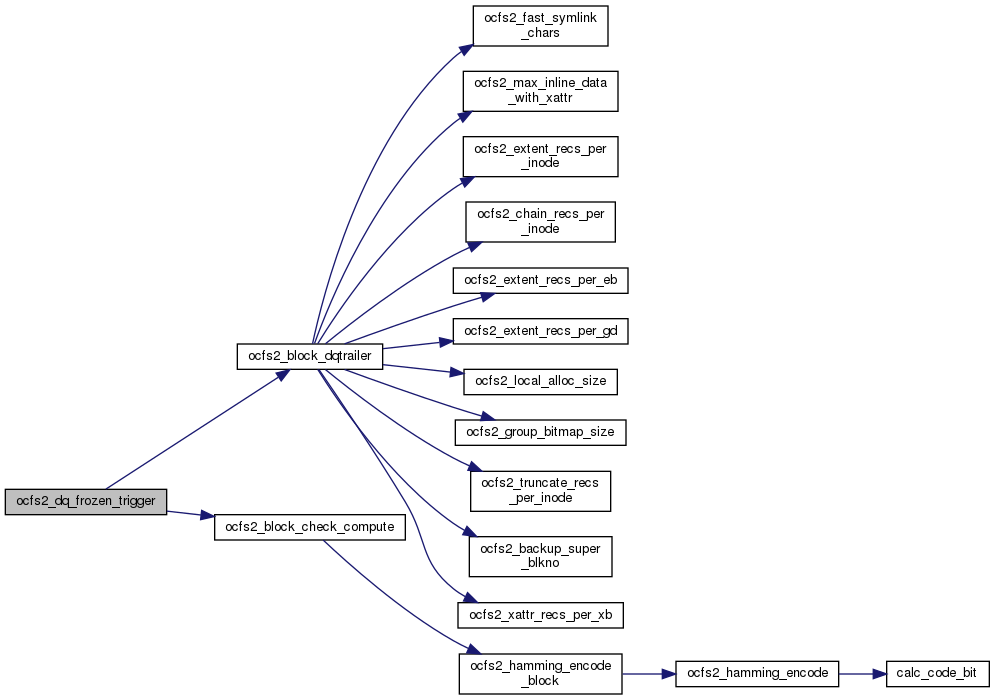 ocfs2_fast_symlink
_chars
ocfs2_max_inline_data
_with_xattr
ocfs2_extent_recs_per
_inode
ocfs2_chain_recs_per
_inode
ocfs2_extent_recs_per_eb
ocfs2_extent_recs_per_gd
ocfs2_block_dqtrailer
ocfs2_local_alloc_size
ocfs2_group_bitmap_size
ocfs2_truncate_recs
_per_inode
ocfs2_dq_frozen_trigger
ocfs2_block_check_compute
ocfs2_backup_super
_blkno
ocfs2_xattr_recs_per_xb
ocfs2_hamming_encode
_block
ocfs2_hamming_encode
calc_code_bit